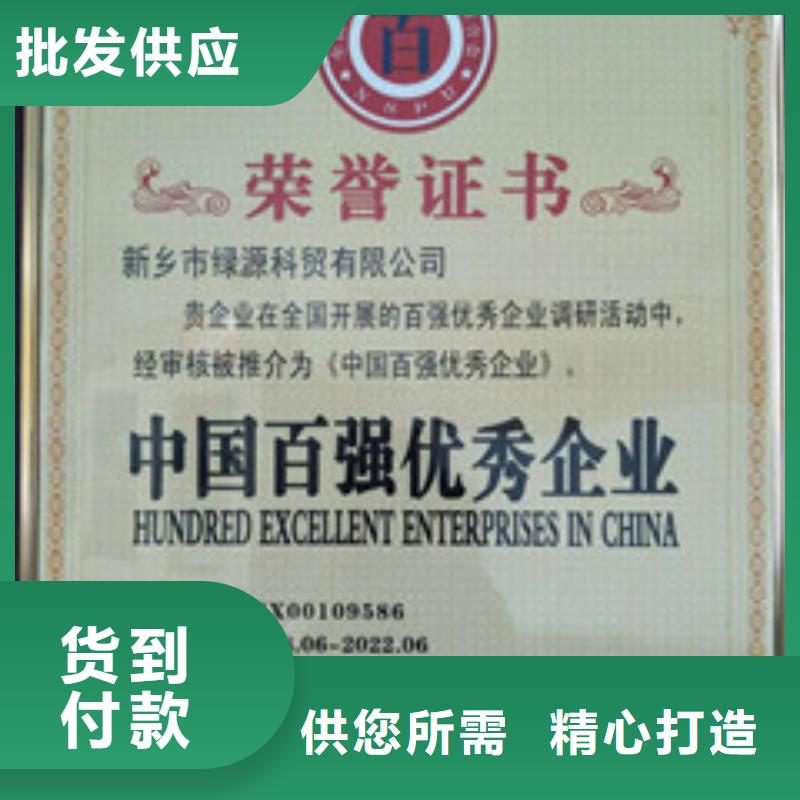 批发供应
百
NSPU
荣誉证书
新乡市绿源科贸有限公司
贵企业在全国开展的百强优秀企业调研活动中,
经审核被推介为《中国百强优秀企业》。
中国百强优秀企业
HUNDRED EXCELLENT ENTERPRISES IN CHINA
X00109586
.06-2022.06
货到
付款
供您所需 精心打造